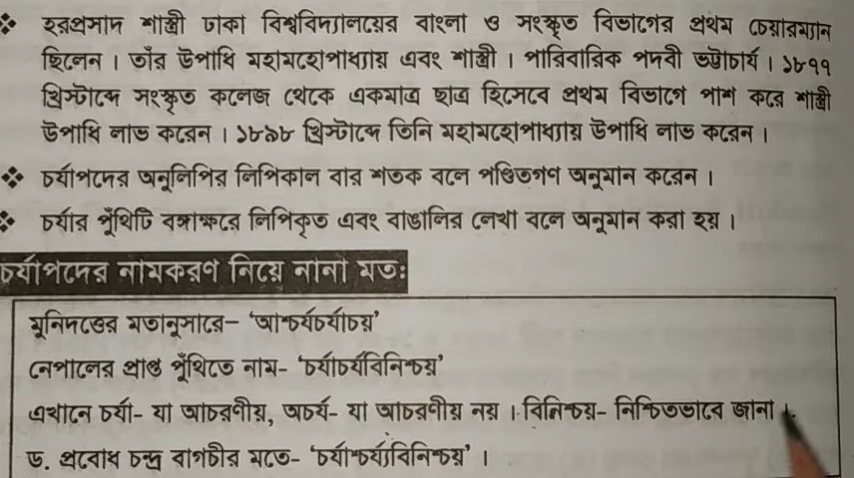 ❖ হরপ্রসাদ শাস্ত্রী ঢাকা বিশ্ববিদ্যালয়ের বাংলা ও সংস্কৃত বিভাগের প্রথম চেয়ারম্যান
ছিলেন। তাঁর উপাধি মহামহোপাধ্যায় এবং শাস্ত্রী। পারিবারিক পদবী ভট্টাচার্য। ১৮৭৭
খ্রিস্টাব্দে সংস্কৃত কলেজ থেকে একমাত্র ছাত্র হিসেবে প্রথম বিভাগে পাশ করে শাস্ত্রী
উপাধি লাভ করেন। ১৮৯৮ খ্রিস্টাব্দে তিনি মহামহোপাধ্যায় উপাধি লাভ করেন।
❖ চর্যাপদের অনুলিপির লিপিকাল বার শতক বলে পণ্ডিতগণ অনুমান করেন।
❖ চর্যার পুঁথিটি বঙ্গাক্ষরে লিপিকৃত এবং বাঙালির লেখা বলে অনুমান করা হয়।
চর্যাপদের নামকরণ নিয়ে নানা মত:
মুনিদত্তের মতানুসারে– ‘আশ্চর্যচর্যাচয়’
নেপালের প্রাপ্ত পুঁথিতে নাম- ‘চর্যাচর্যবিনিশ্চয়’
এখানে চর্যা- যা আচরণীয়, অচর্য- যা আচরণীয় নয়। বিনিশ্চয়- নিশ্চিতভাবে জানা।
ড. প্রবোধ চন্দ্র বাগচীর মতে- ‘চর্যাশ্চর্য্যবিনিশ্চয়’।